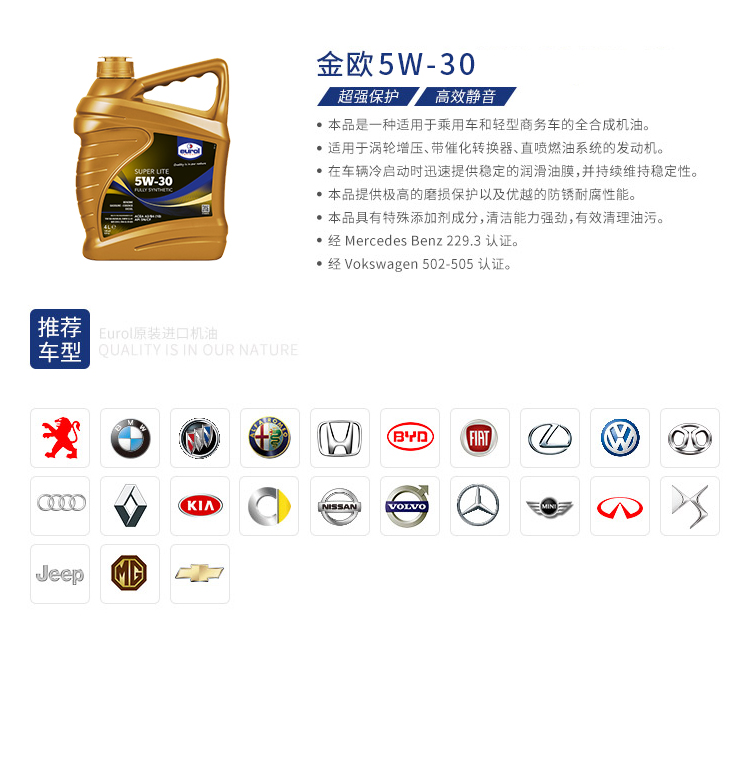 金欧5W-30
超强保护 高效静音
本品是一种适用于乘用车和轻型商务车的全合成机油。
适用于涡轮增压、带催化转换器、直喷燃油系统的发动机。
在车辆冷启动时迅速提供稳定的润滑油膜,并持续维持稳定性。
本品提供极高的磨损保护以及优越的防锈耐腐性能。
本品具有特殊添加剂成分,清洁能力强劲,有效清理油污。
经 Mercedes Benz 229.3 认证。
经 Vokswagen 502-505 认证。
eurol
Quality is in our nature
SUPER LITE
5W-30
FULLY SYNTHETIC
4L
推荐
车型
Eurol原装进口机油
QUALITY IS IN OUR NATURE
BMW
ALFA ROMEO
BYD
FIAT
KIA
NISSAN
VOLVO
MINI
Jeep
MG